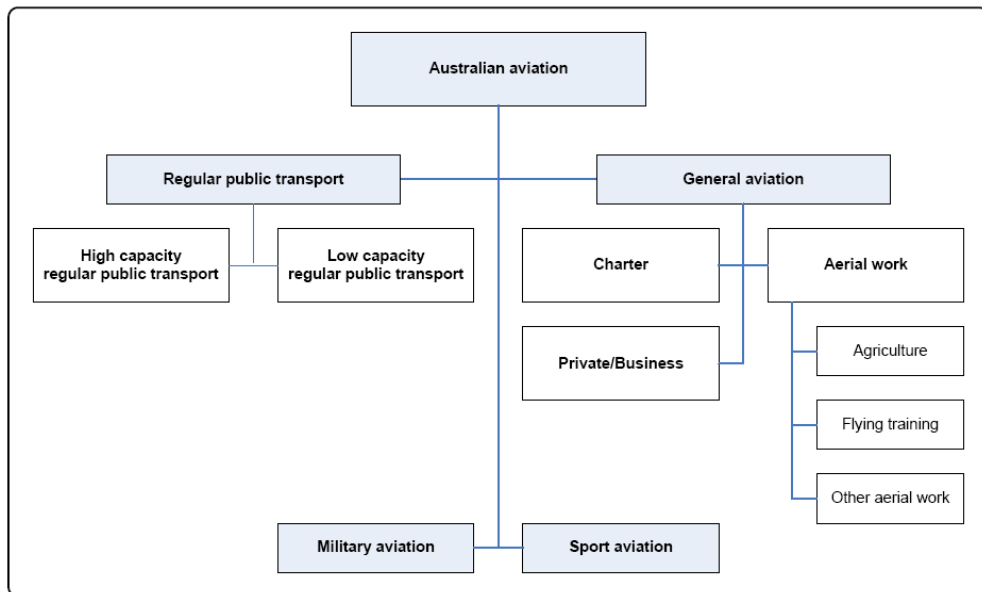 Australian aviation
Regular public transport
General aviation
High capacity
regular public transport
Low capacity
regular public transport
Charter
Aerial work
Private/Business
Agriculture
Flying training
Other aerial work
Military aviation
Sport aviation